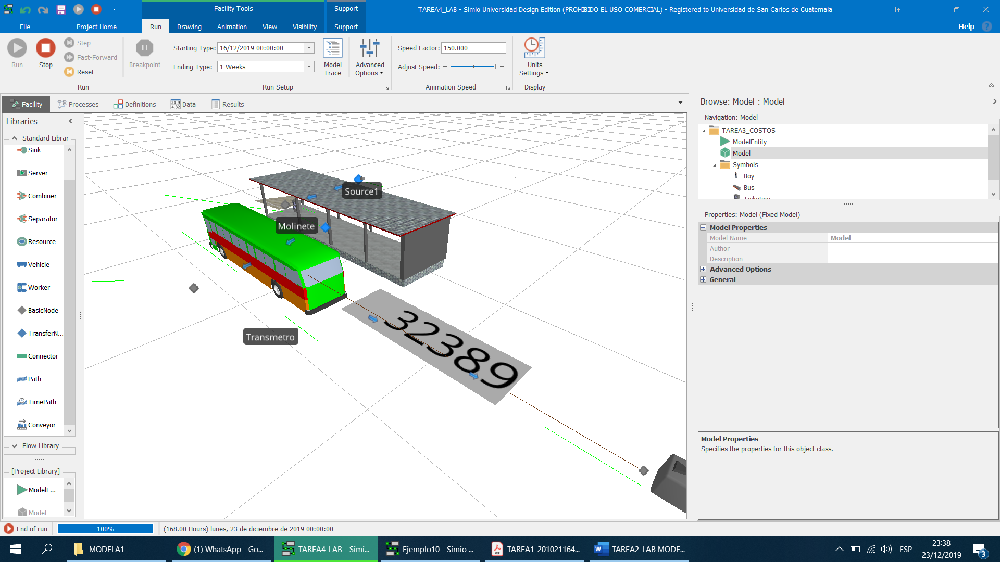 Facility Tools
Support
TAREA4_LAB - Simio Universidad Design Edition (PROHIBIDO EL USO COMERCIAL) - Registered to Universidad de San Carlos de Guatemala
File
Project Home
Run
Drawing
Animation
View
Visibility
Support
Help
Run
Stop
Step
Fast-Forward
Reset
Run
Breakpoint
Starting Type: 16/12/2019 00:00:00
Ending Type: 1 Weeks
Model Trace
Advanced Options
Run Setup
Speed Factor: 150.000
Adjust Speed: − +
Animation Speed
Units Settings
Display
Facility
Processes
Definitions
Data
Results
Libraries
Standard Librar
Sink
Server
Combiner
Separator
Resource
Vehicle
Worker
BasicNode
TransferN...
Connector
Path
TimePath
Conveyor
Flow Library
[Project Library]
ModelE...
Model
Source1
Molinete
Transmetro
32389
Browse: Model : Model
Navigation: Model
TAREA3_COSTOS
ModelEntity
Model
Symbols
Boy
Bus
Ticketing
Properties: Model (Fixed Model)
Model Properties
Model Name Model
Author
Description
Advanced Options
General
Model Properties
Specifies the properties for this object class.
End of run
100%
(168.00 Hours) lunes, 23 de diciembre de 2019 00:00:00
MODELA1
(1) WhatsApp - Go...
TAREA4_LAB - Simi...
Ejemplo10 - Simio ...
TAREA1_201021164...
TAREA2_LAB MODE...
ESP
23:38
23/12/2019
3